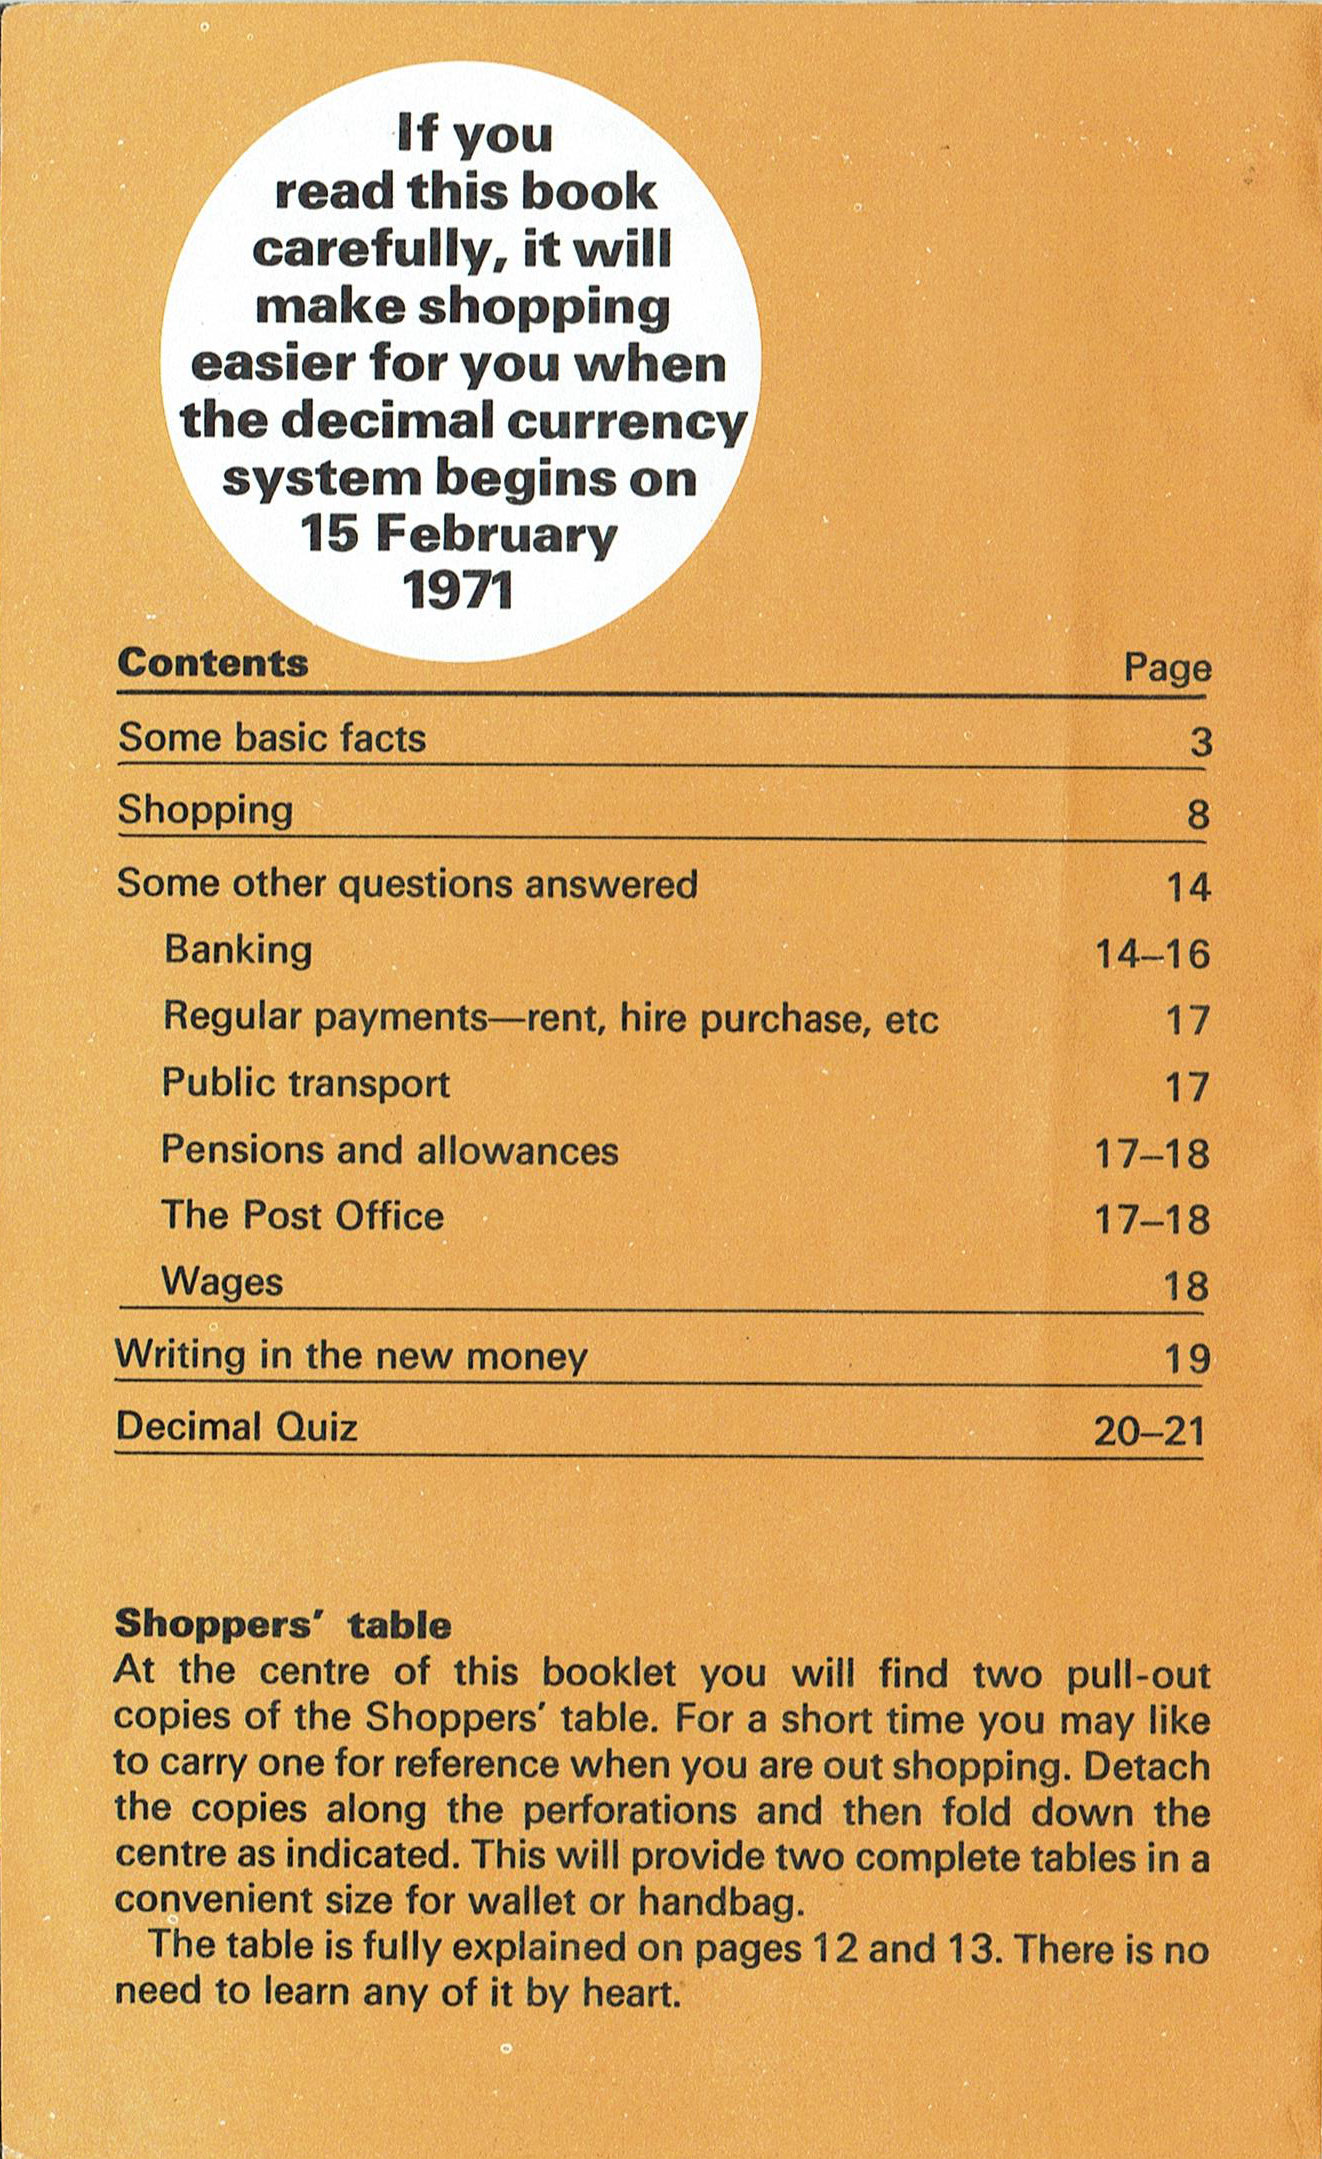 If you
read this book
carefully, it will
make shopping
easier for you when
the decimal currency
system begins on
15 February
1971
Contents Page
Some basic facts 3
Shopping 8
Some other questions answered 14
Banking 14–16
Regular payments—rent, hire purchase, etc 17
Public transport 17
Pensions and allowances 17–18
The Post Office 17–18
Wages 18
Writing in the new money 19
Decimal Quiz 20–21
Shoppers' table
At the centre of this booklet you will find two pull-out
copies of the Shoppers' table. For a short time you may like
to carry one for reference when you are out shopping. Detach
the copies along the perforations and then fold down the
centre as indicated. This will provide two complete tables in a
convenient size for wallet or handbag.
The table is fully explained on pages 12 and 13. There is no
need to learn any of it by heart.